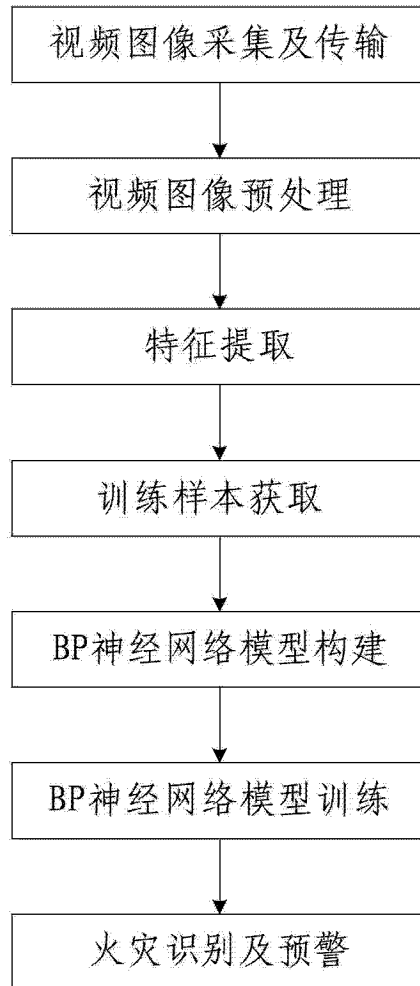 视频图像采集及传输
视频图像预处理
特征提取
训练样本获取
BP神经网络模型构建
BP神经网络模型训练
火灾识别及预警